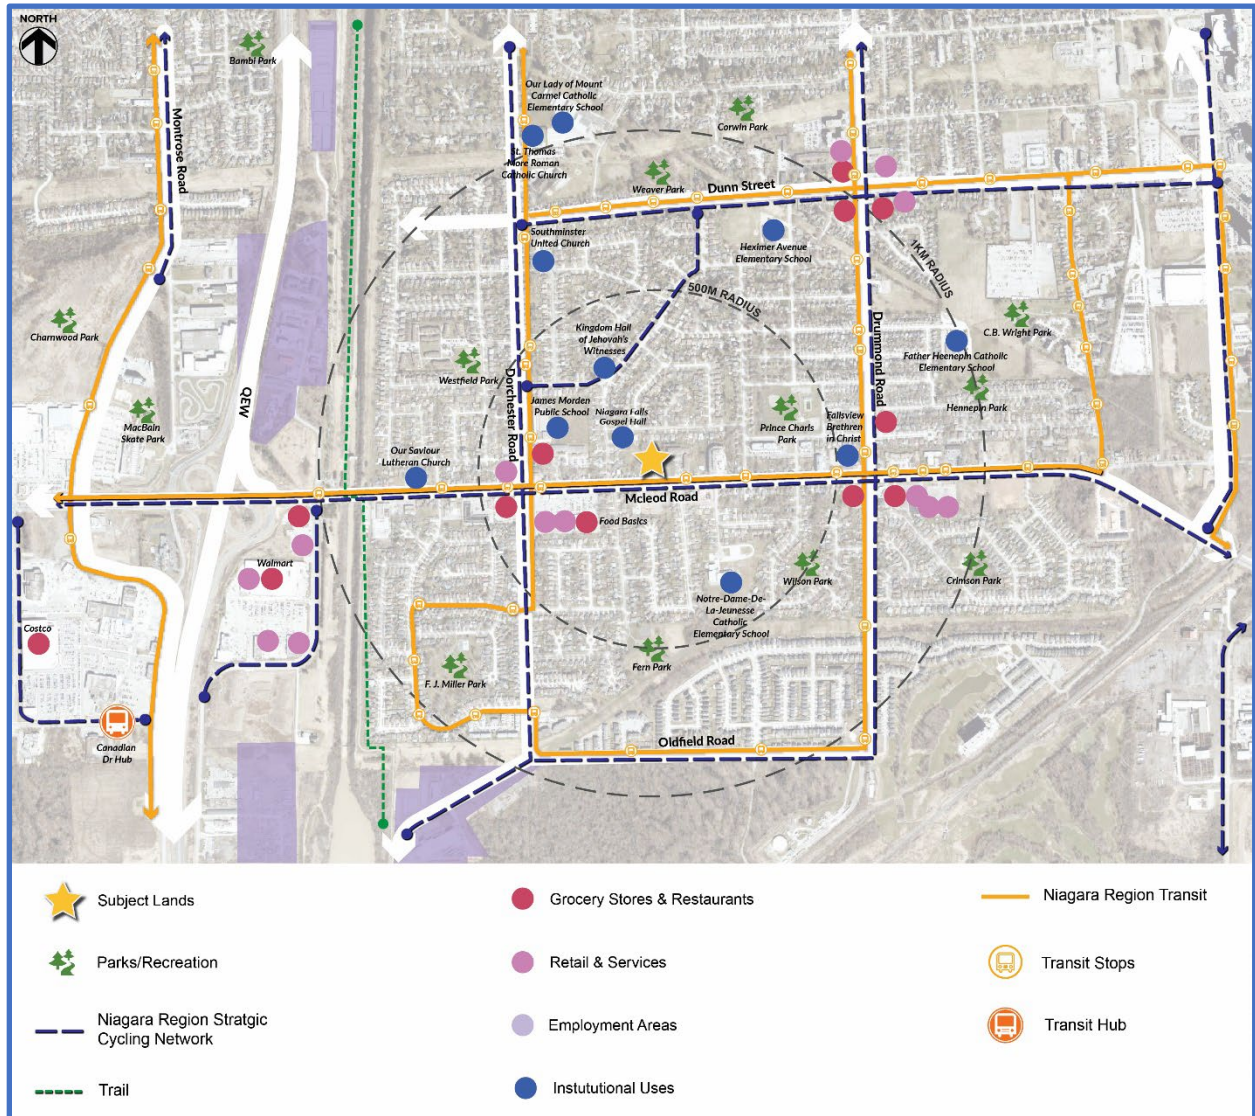 NORTH
Bambi Park
Montrose Road
QEW
Our Lady of Mount
Carmel Catholic
Elementary School
St. Thomas
More Roman
Catholic Church
Corwin Park
Weaver Park
Dunn Street
Southminster
United Church
Heximer Avenue
Elementary School
1KM RADIUS
500M RADIUS
Charnwood Park
Kingdom Hall
of Jehovah's
Witnesses
C.B. Wright Park
Drummond Road
Father Heenepin Catholic
Elementary School
Westfield Park
Dorchester Road
Hennepin Park
MacBain
Skate Park
James Morden
Public School
Niagara Falls
Gospel Hall
Prince Charls
Park
Fallsview
Brethren
in Christ
Our Saviour
Lutheran Church
Mcleod Road
Food Basics
Walmart
Wilson Park
Crimson Park
Notre-Dame-De-
La-Jeunesse
Catholic
Elementary School
Costco
Fern Park
F. J. Miller Park
Oldfield Road
Canadian
Dr Hub
Subject Lands
Grocery Stores & Restaurants
Niagara Region Transit
Parks/Recreation
Retail & Services
Transit Stops
Niagara Region Stratgic
Cycling Network
Employment Areas
Transit Hub
Trail
Instututional Uses